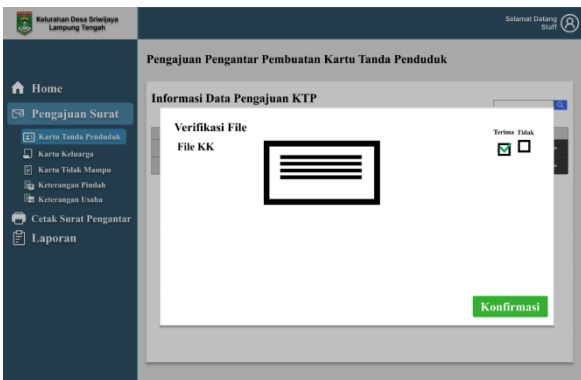 Kelurahan Desa Sriwijaya
Lampung Tengah
Selamat Datang
Staff
Pengajuan Pengantar Pembuatan Kartu Tanda Penduduk
Home
Pengajuan Surat
Kartu Tanda Penduduk
Kartu Keluarga
Kartu Tidak Mampu
Keterangan Pindah
Keterangan Usaha
Cetak Surat Pengantar
Laporan
Informasi Data Pengajuan KTP
Verifikasi File
Terima Tidak
File KK
Konfirmasi